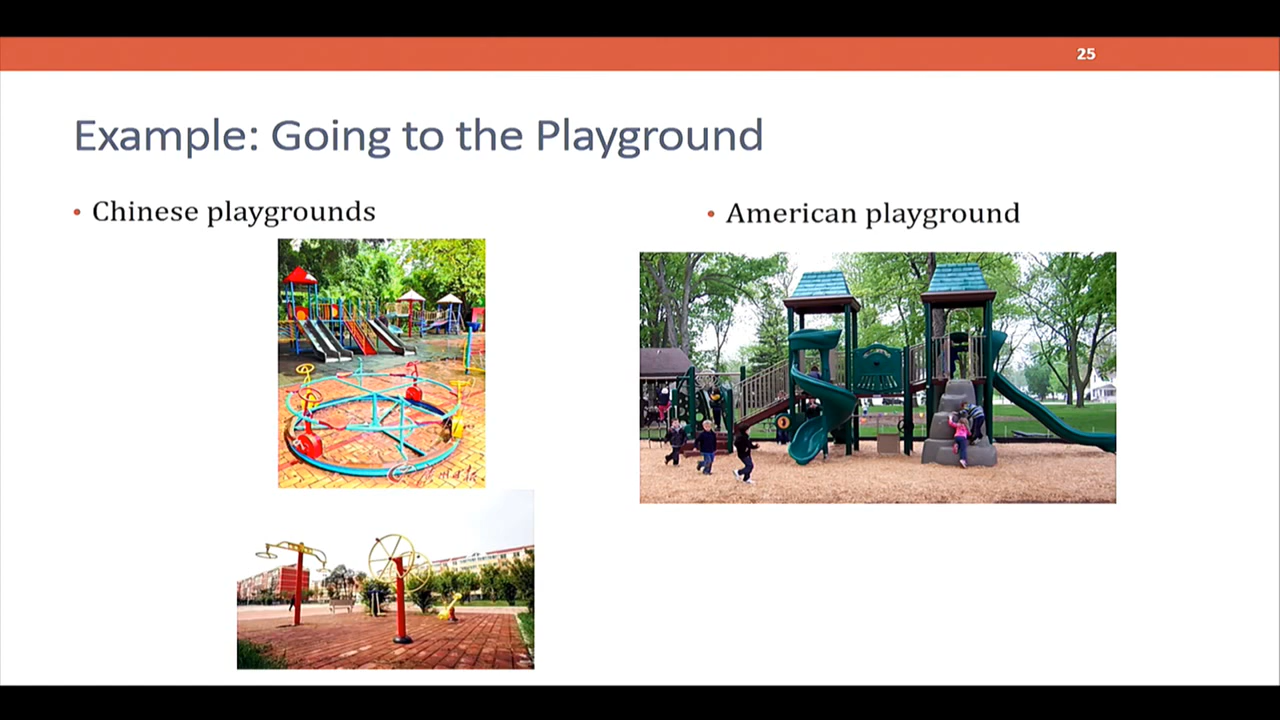 25
Example: Going to the Playground
• Chinese playgrounds
• American playground